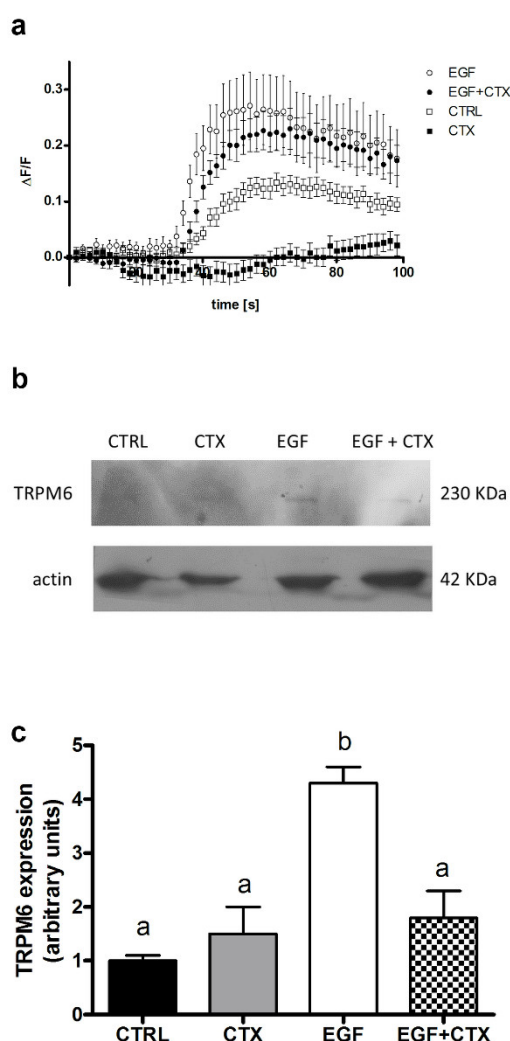 a
EGF
EGF+CTX
CTRL
CTX
0.3
0.2
0.1
0.0
ΔF/F
40 60 80 100
time [s]
b
CTRL CTX EGF EGF + CTX
TRPM6 230 KDa
actin 42 KDa
c
TRPM6 expression
(arbitrary units)
5
4
3
2
1
0
a a b a
CTRL CTX EGF EGF+CTX